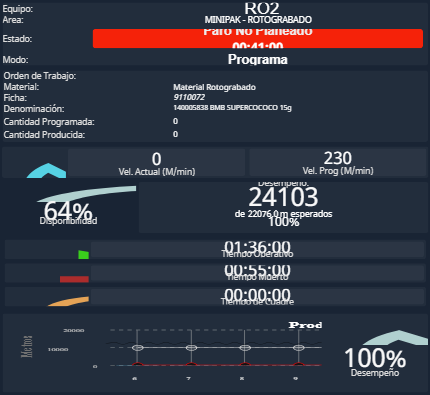 Equipo: RO2
Area: MINIPAK - ROTOGRABADO
Estado: Paro No Planeado
00:41:00
Modo: Programa
Orden de Trabajo:
Material: Material Rotograbado
Ficha: 9110072
Denominación: 140005838 BMB SUPERCOCOCO 15g
Cantidad Programada: 0
Cantidad Producida: 0
0
Vel. Actual (M/min)
230
Vel. Prog (M/min)
64%
Disponibilidad
Desempeño:
24103
de 22076,0 m esperados
100%
01:36:00
Tiempo Operativo
00:55:00
Tiempo Muerto
00:00:00
Tiempo de Cuadre
Prod
Metros
20000
10000
0
6 7 8 9
100%
Desempeño